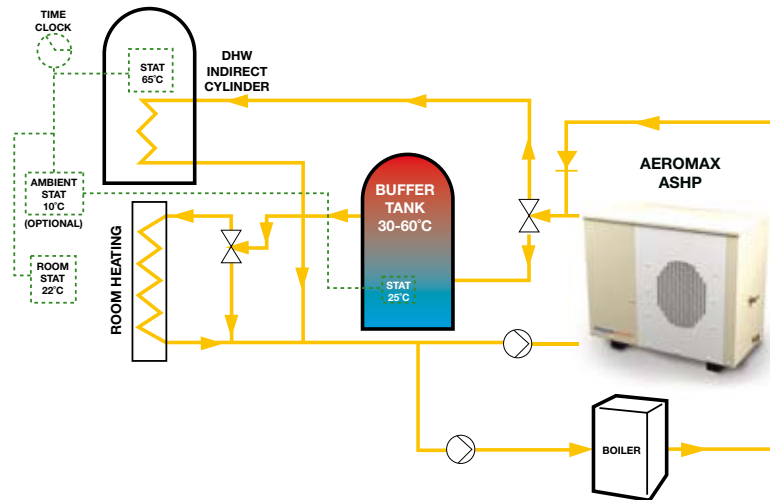 TIME
CLOCK
STAT
65°C
DHW
INDIRECT
CYLINDER
AMBIENT
STAT
10°C
(OPTIONAL)
ROOM
STAT
22°C
ROOM HEATING
BUFFER
TANK
30-60°C
STAT
25°C
AEROMAX
ASHP
BOILER